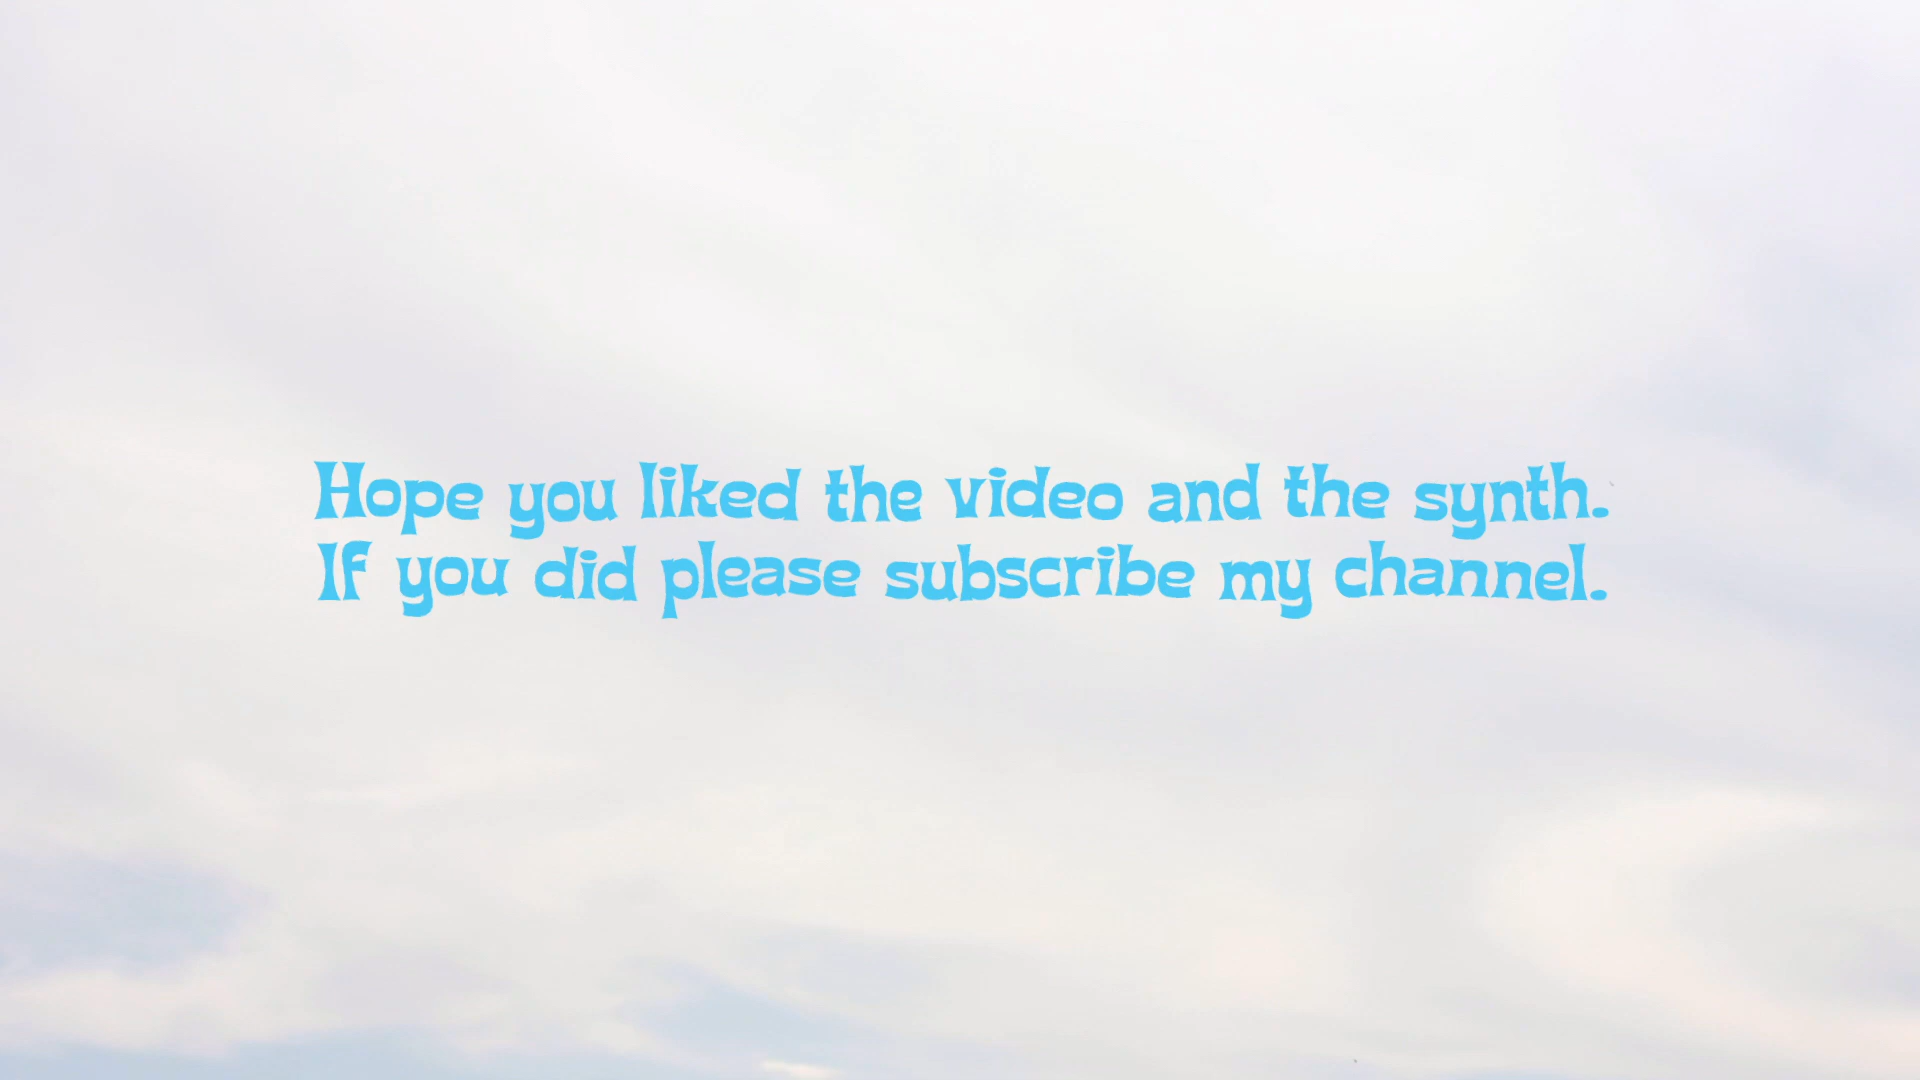 Hope you liked the video and the synth.
If you did please subscribe my channel.